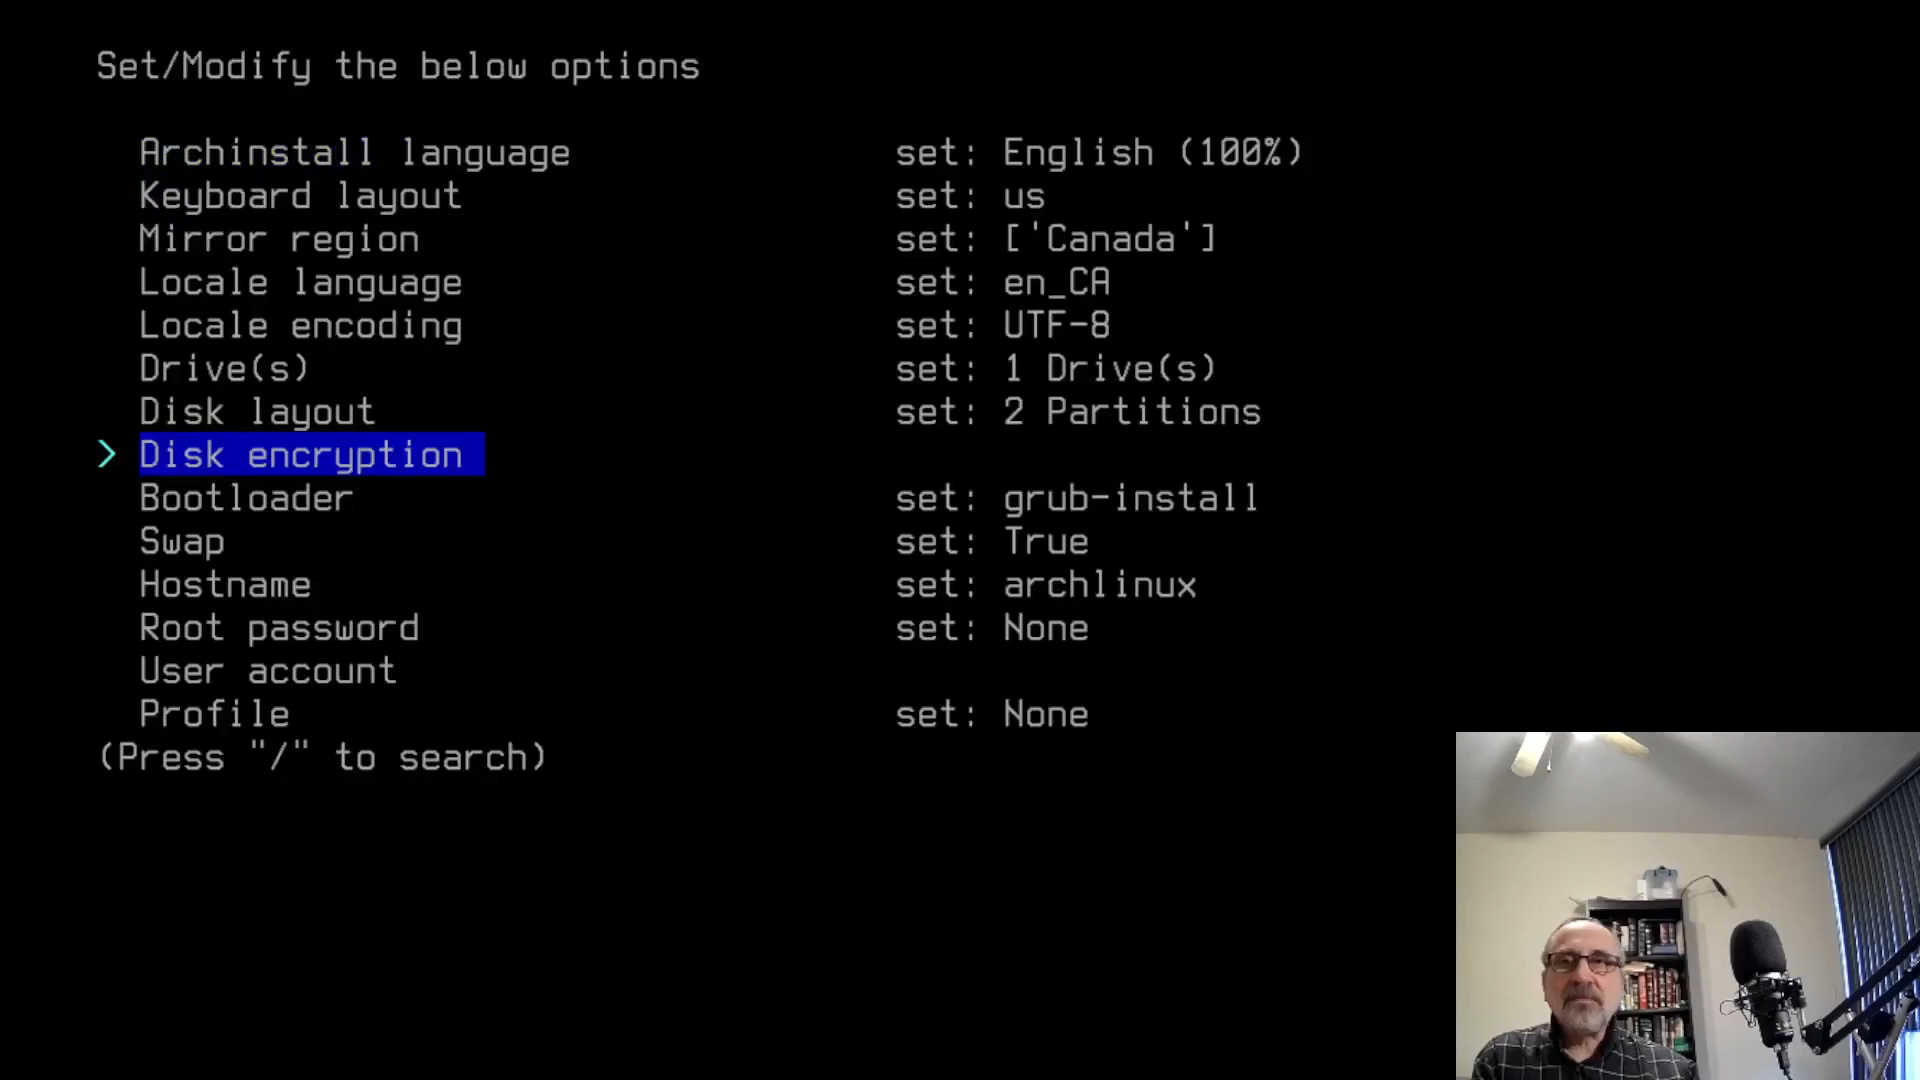 Set/Modify the below options
Archinstall language set: English (100%)
Keyboard layout set: us
Mirror region set: ['Canada']
Locale language set: en_CA
Locale encoding set: UTF-8
Drive(s) set: 1 Drive(s)
Disk layout set: 2 Partitions
> Disk encryption
Bootloader set: grub-install
Swap set: True
Hostname set: archlinux
Root password set: None
User account
Profile set: None
(Press "/" to search)